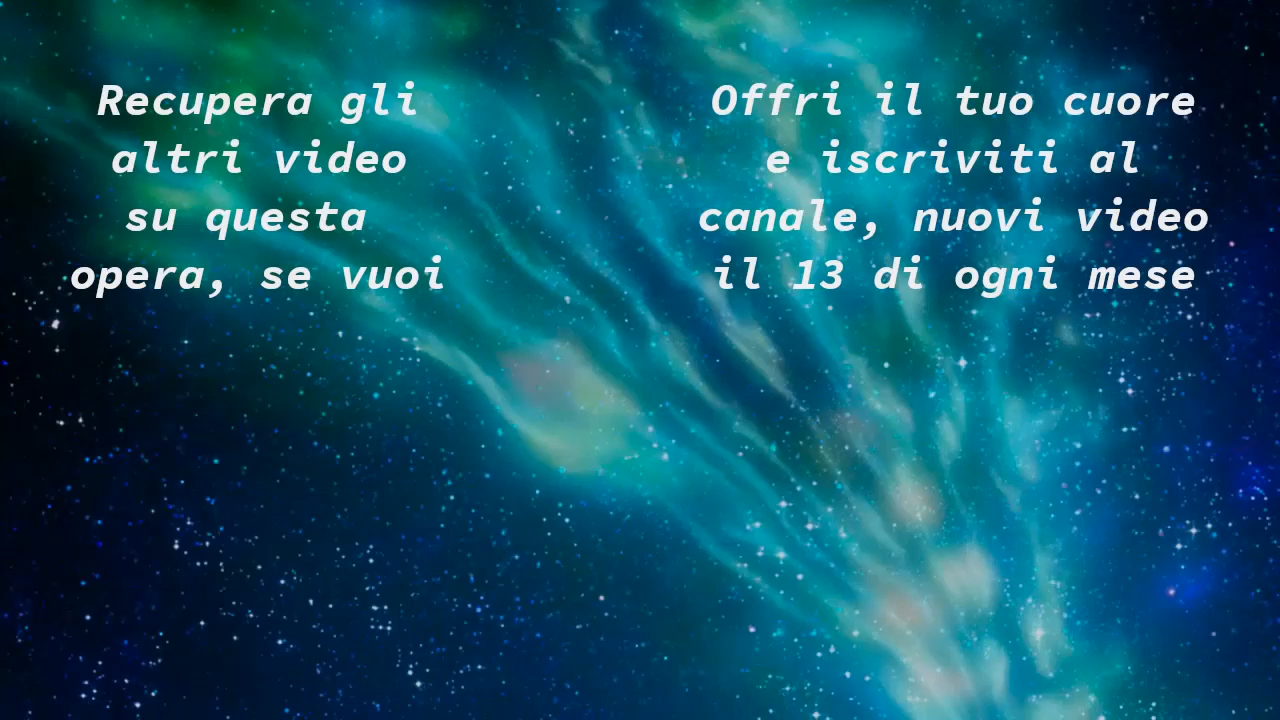 Recupera gli
altri video
su questa
opera, se vuoi
Offri il tuo cuore
e iscriviti al
canale, nuovi video
il 13 di ogni mese